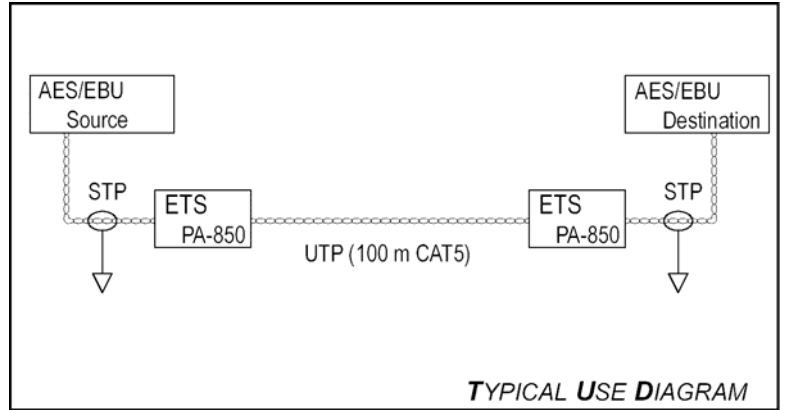 AES/EBU
Source
AES/EBU
Destination
STP
ETS
PA-850
UTP (100 m CAT5)
ETS
PA-850
STP
TYPICAL USE DIAGRAM